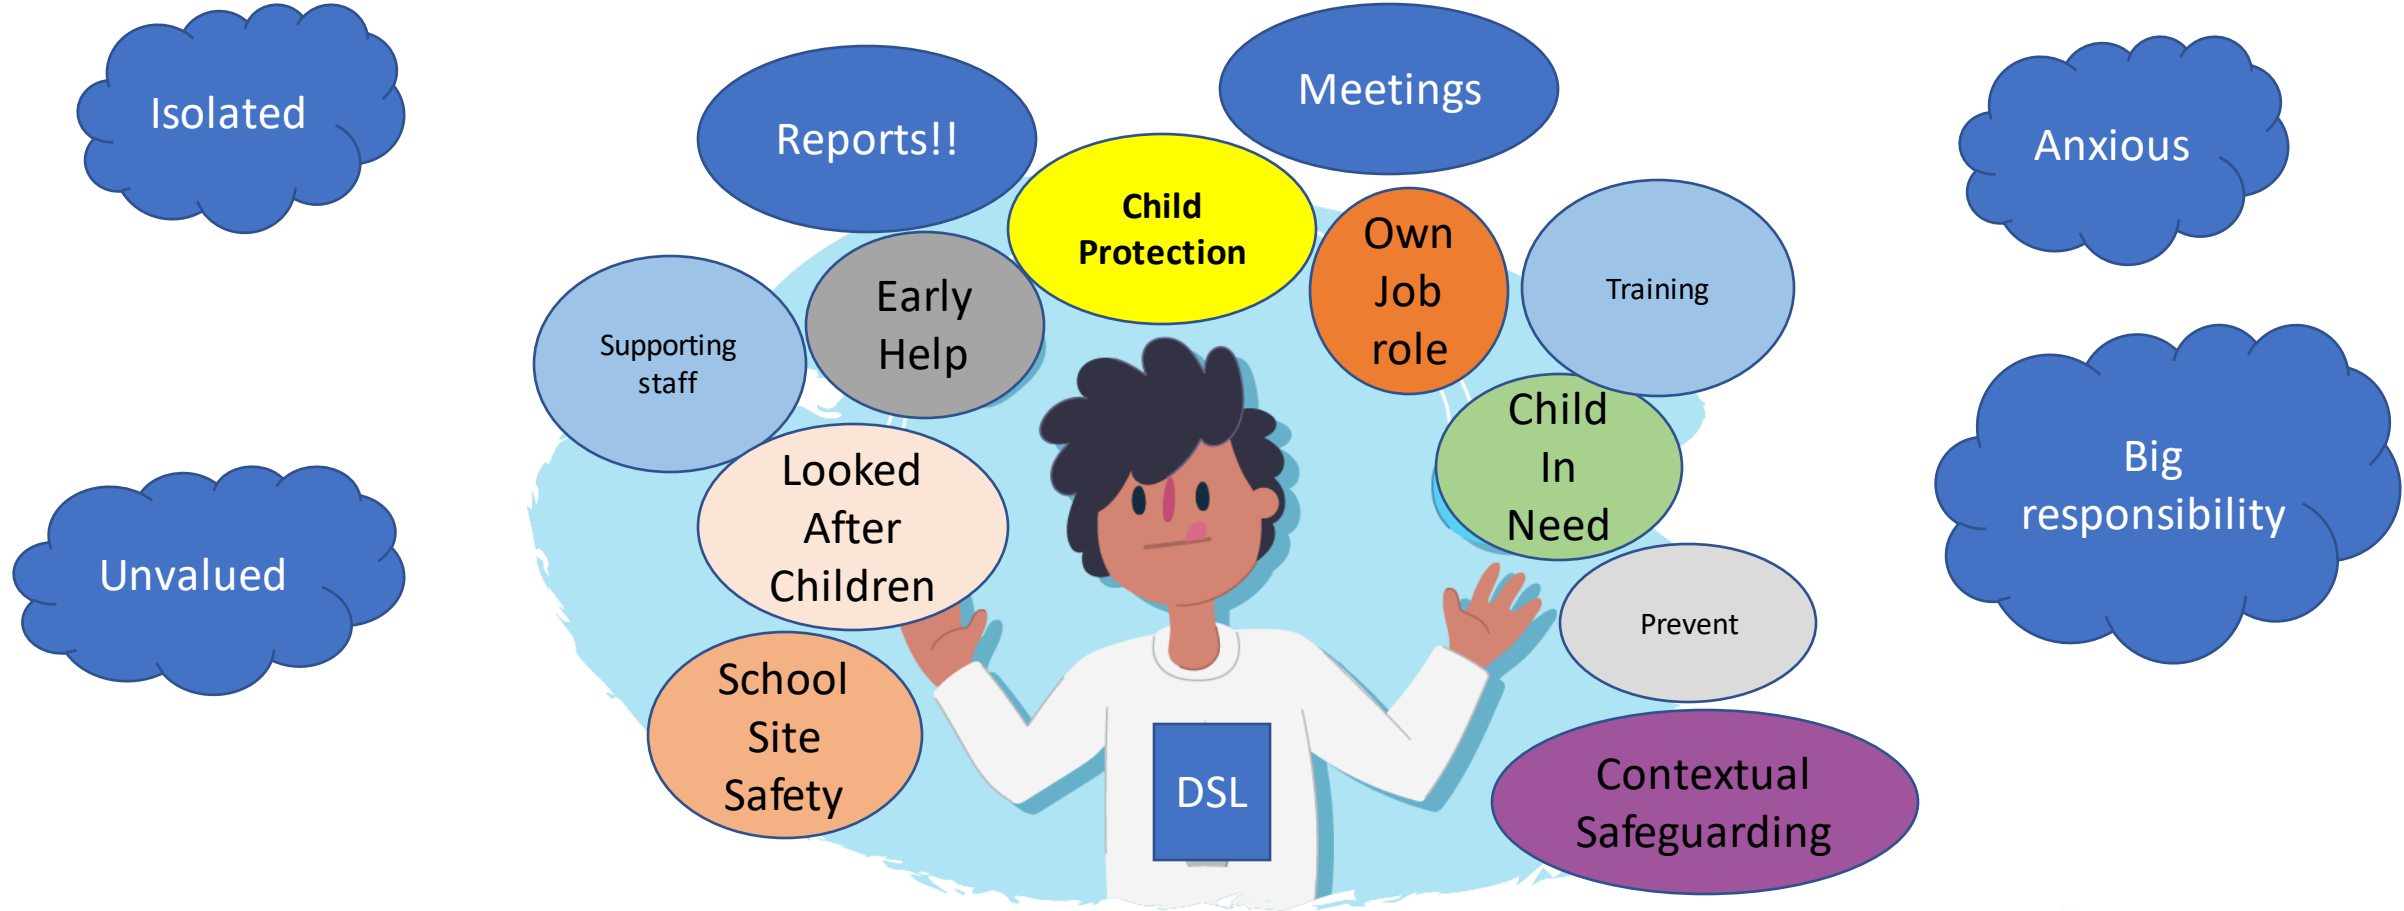 Isolated
Reports!!
Meetings
Anxious
Child
Protection
Own
Job
role
Training
Early
Help
Supporting
staff
Child
In
Need
Big
responsibility
Looked
After
Children
Unvalued
Prevent
School
Site
Safety
DSL
Contextual
Safeguarding